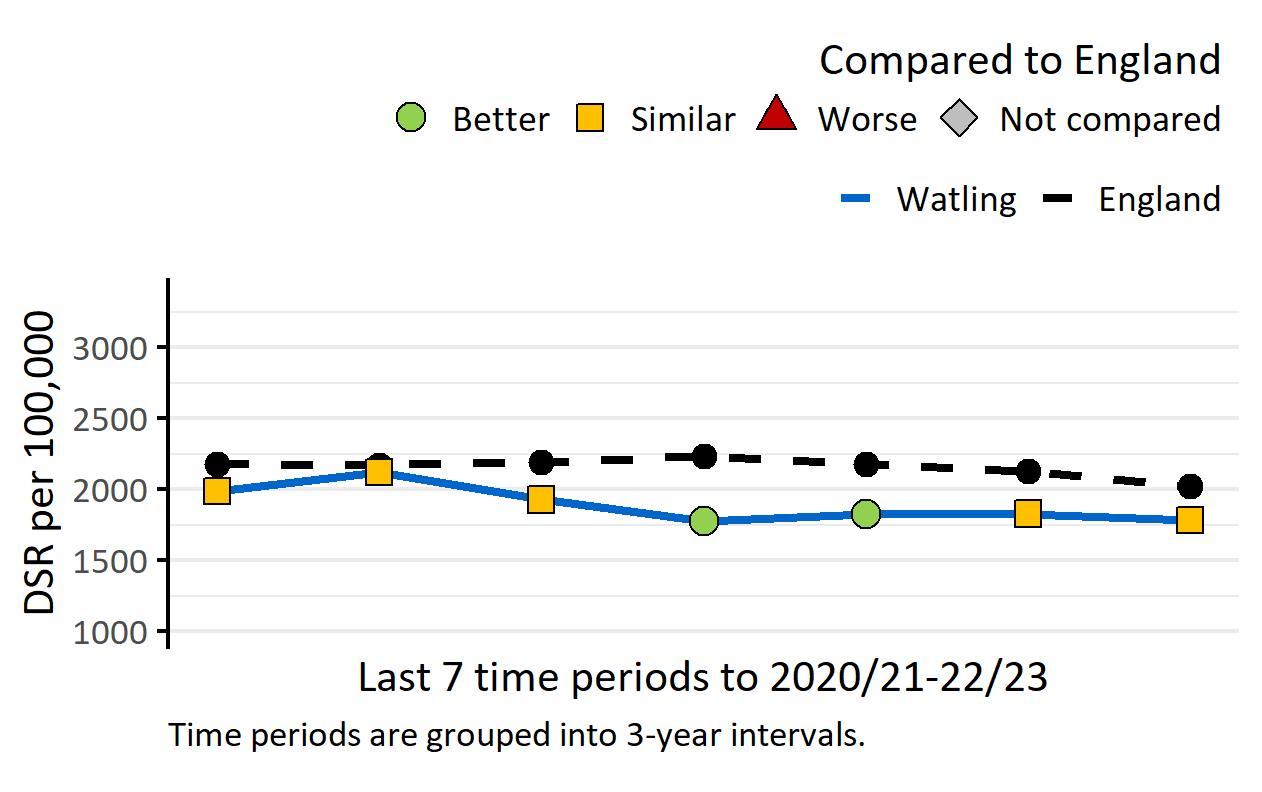 Compared to England
Better Similar Worse Not compared
Watling England
DSR per 100,000
3000
2500
2000
1500
1000
Last 7 time periods to 2020/21-22/23
Time periods are grouped into 3-year intervals.